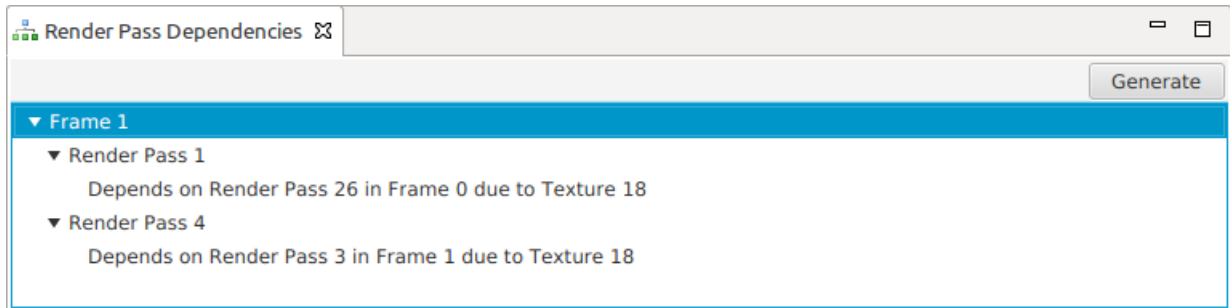 Render Pass Dependencies
Generate
Frame 1
Render Pass 1
Depends on Render Pass 26 in Frame 0 due to Texture 18
Render Pass 4
Depends on Render Pass 3 in Frame 1 due to Texture 18